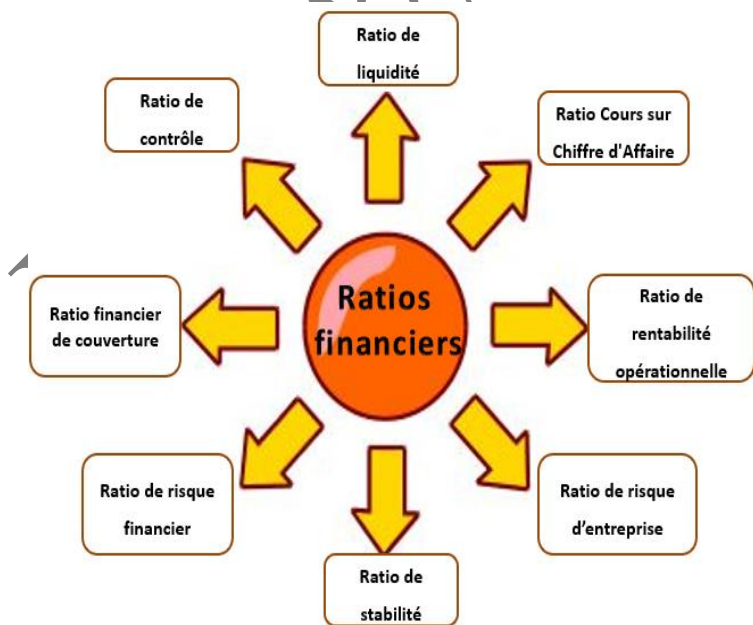 Ratio de
liquidité
Ratio de
contrôle
Ratio Cours sur
Chiffre d'Affaire
Ratio financier
de couverture
Ratios
financiers
Ratio de
rentabilité
opérationnelle
Ratio de risque
financier
Ratio de risque
d’entreprise
Ratio de
stabilité